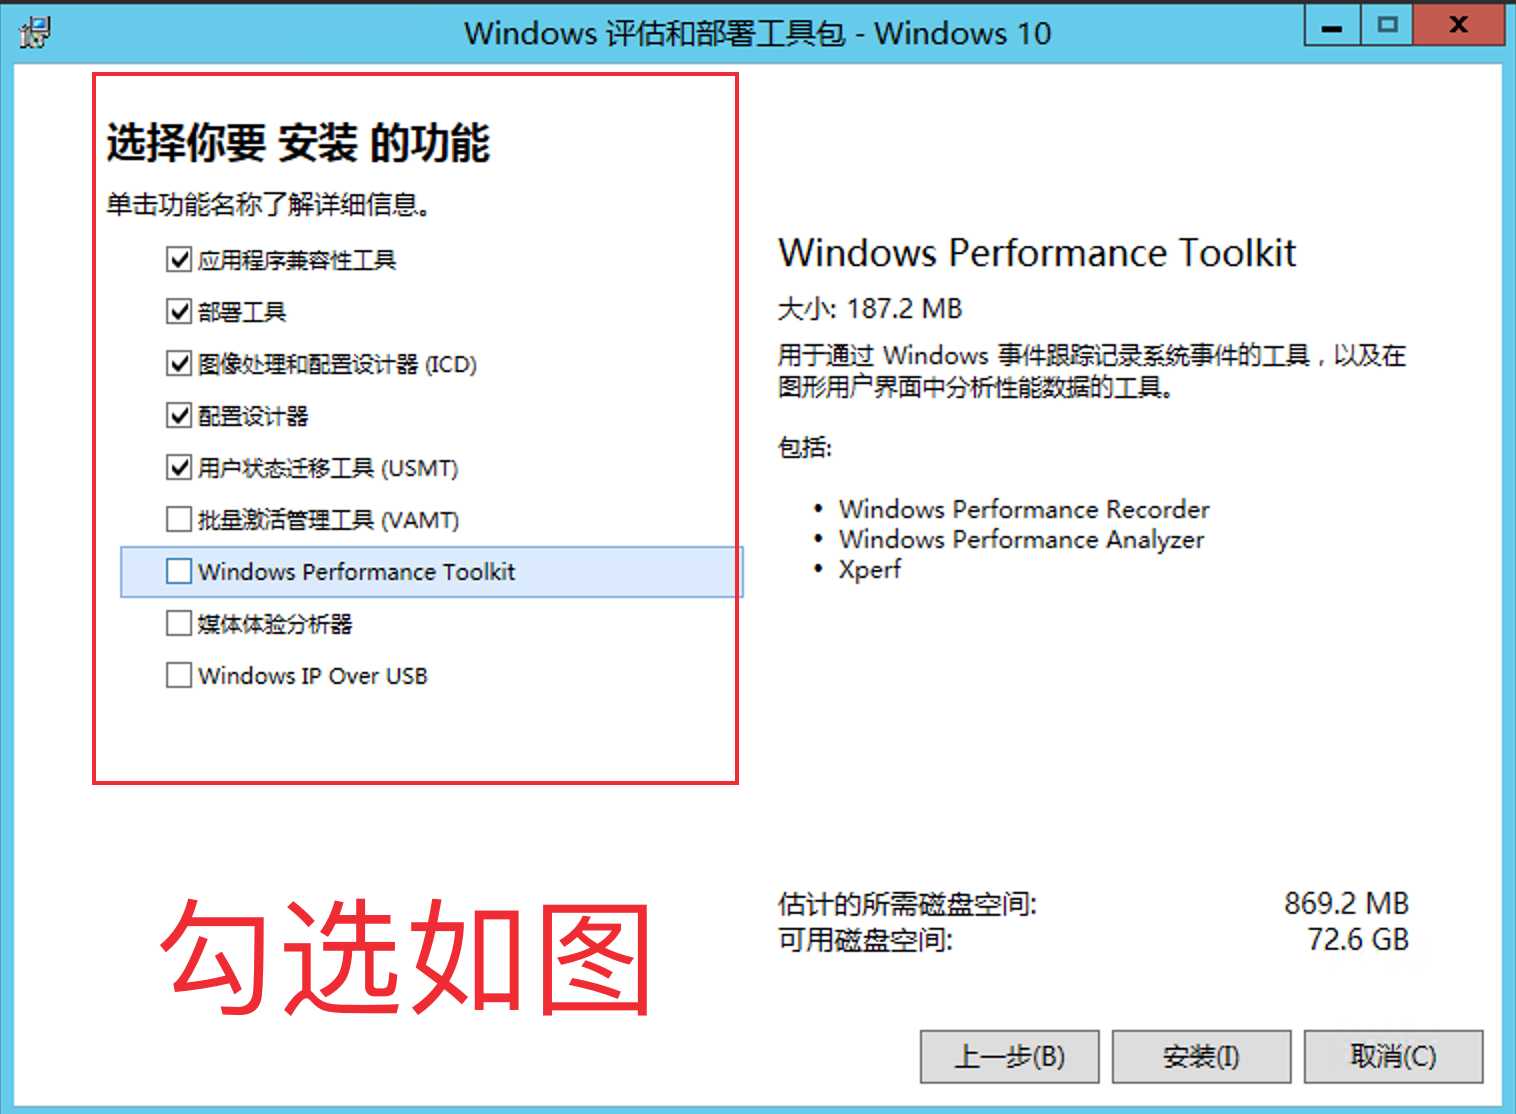 Windows 评估和部署工具包 - Windows 10
选择你要 安装 的功能
单击功能名称了解详细信息。
应用程序兼容性工具
部署工具
图像处理和配置设计器 (ICD)
配置设计器
用户状态迁移工具 (USMT)
批量激活管理工具 (VAMT)
Windows Performance Toolkit
媒体体验分析器
Windows IP Over USB
Windows Performance Toolkit
大小: 187.2 MB
用于通过 Windows 事件跟踪记录系统事件的工具，以及在
图形用户界面中分析性能数据的工具。
包括:
• Windows Performance Recorder
• Windows Performance Analyzer
• Xperf
勾选如图
估计的所需磁盘空间: 869.2 MB
可用磁盘空间: 72.6 GB
上一步(B) 安装(I) 取消(C)